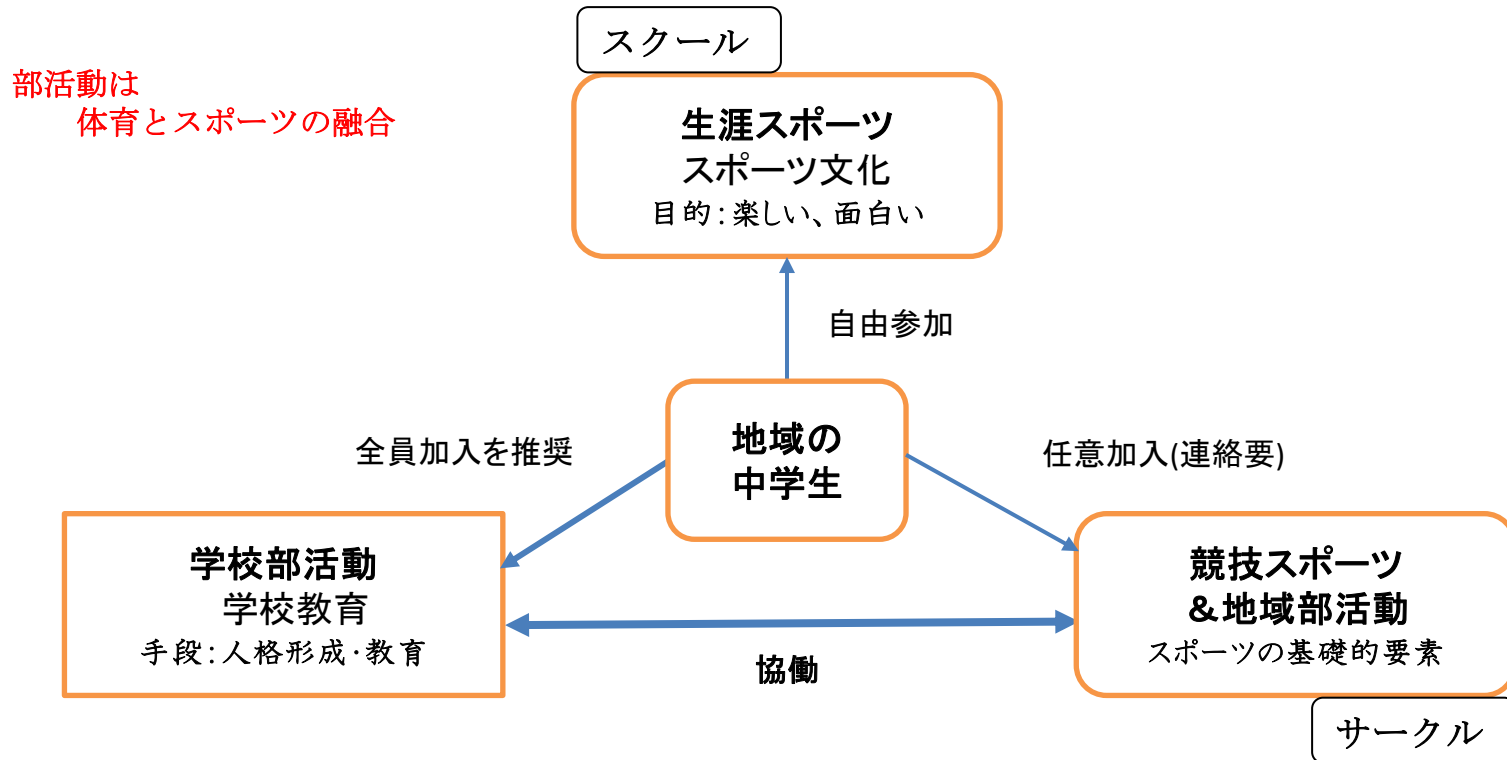 スクール
部活動は
体育とスポーツの融合
生涯スポーツ
スポーツ文化
目的:楽しい、面白い
自由参加
地域の
中学生
全員加入を推奨
任意加入(連絡要)
学校部活動
学校教育
手段:人格形成・教育
競技スポーツ
&地域部活動
スポーツの基礎的要素
協働
サークル